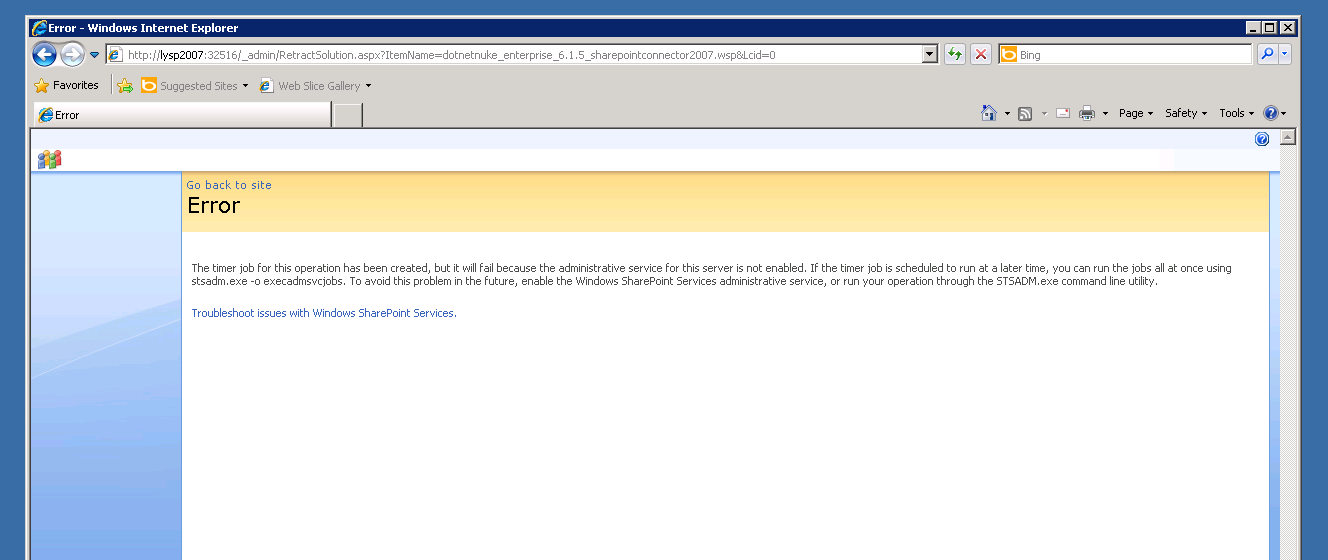 Error - Windows Internet Explorer
http://lysp2007:32516/_admin/RetractSolution.aspx?ItemName=dotnetnuke_enterprise_6.1.5_sharepointconnector2007.wsp&Lcid=0
Bing
Favorites
Suggested Sites
Web Slice Gallery
Error
Page
Safety
Tools
Go back to site
Error
The timer job for this operation has been created, but it will fail because the administrative service for this server is not enabled. If the timer job is scheduled to run at a later time, you can run the jobs all at once using
stsadm.exe -o execadmsvcjobs. To avoid this problem in the future, enable the Windows SharePoint Services administrative service, or run your operation through the STSADM.exe command line utility.
Troubleshoot issues with Windows SharePoint Services.